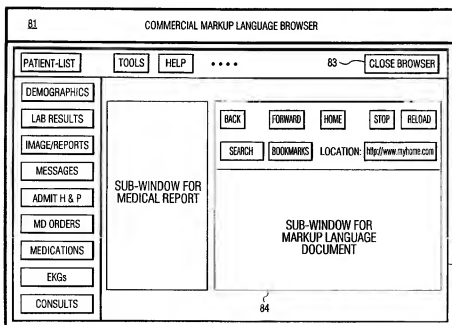 81 COMMERCIAL MARKUP LANGUAGE BROWSER
PATIENT-LIST TOOLS HELP •••• 83 CLOSE BROWSER
DEMOGRAPHICS
LAB RESULTS
IMAGE/REPORTS
MESSAGES
ADMIT H & P
MD ORDERS
MEDICATIONS
EKGs
CONSULTS
SUB-WINDOW FOR
MEDICAL REPORT
BACK FORWARD HOME STOP RELOAD
SEARCH BOOKMARKS LOCATION: http://www.myhome.com
SUB-WINDOW FOR
MARKUP LANGUAGE
DOCUMENT
84